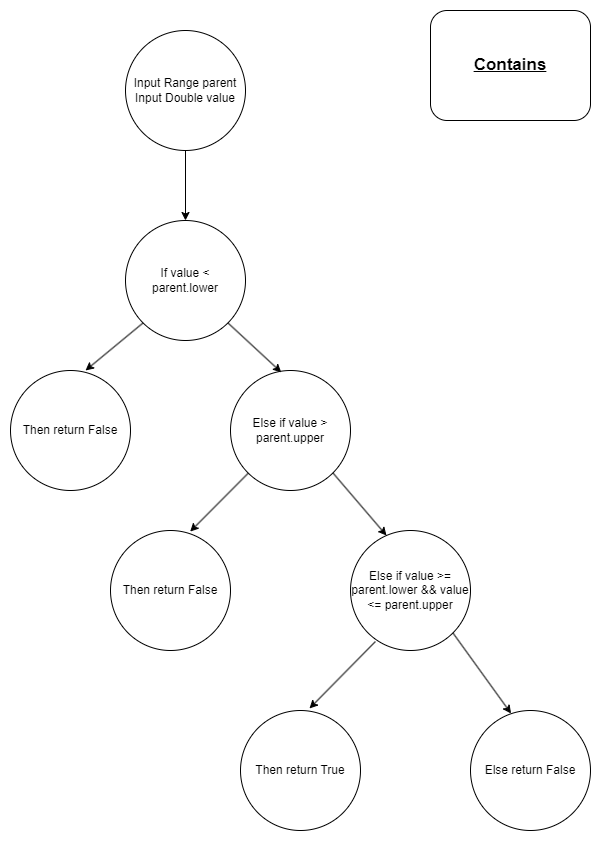 Contains
Input Range parent
Input Double value
If value <
parent.lower
Then return False
Else if value >
parent.upper
Then return False
Else if value >=
parent.lower && value
<= parent.upper
Then return True
Else return False